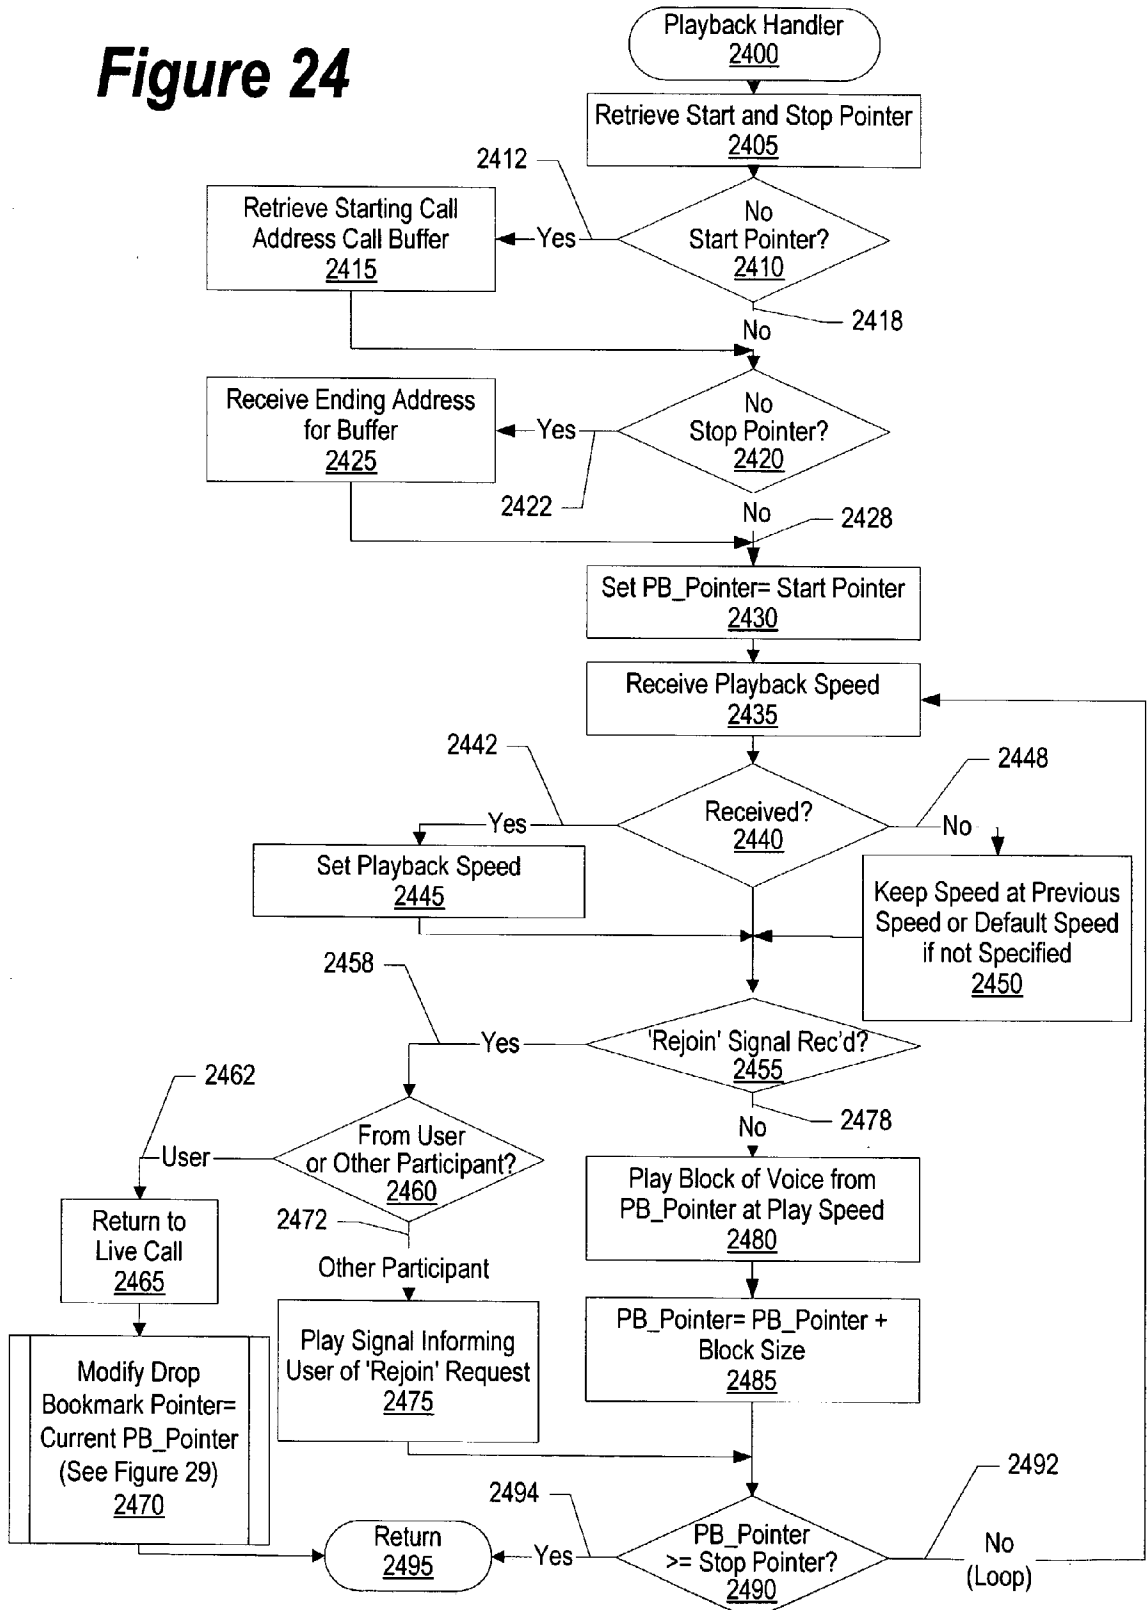 Figure 24
Playback Handler
2400
Retrieve Start and Stop Pointer
2405
2412
Retrieve Starting Call
Address Call Buffer
2415
Yes
No
Start Pointer?
2410
2418
No
Receive Ending Address
for Buffer
2425
Yes
No
Stop Pointer?
2420
2422
No
2428
Set PB_Pointer= Start Pointer
2430
Receive Playback Speed
2435
2442
2448
Received?
2440
Yes
No
Set Playback Speed
2445
Keep Speed at Previous
Speed or Default Speed
if not Specified
2450
2458
Yes
'Rejoin' Signal Rec'd?
2455
2462
2478
No
User
From User
or Other Participant?
2460
Play Block of Voice from
PB_Pointer at Play Speed
2480
Return to
Live Call
2465
2472
Other Participant
Play Signal Informing
User of 'Rejoin' Request
2475
PB_Pointer= PB_Pointer +
Block Size
2485
Modify Drop
Bookmark Pointer=
Current PB_Pointer
(See Figure 29)
2470
2494
2492
Return
2495
Yes
PB_Pointer
>= Stop Pointer?
2490
No
(Loop)